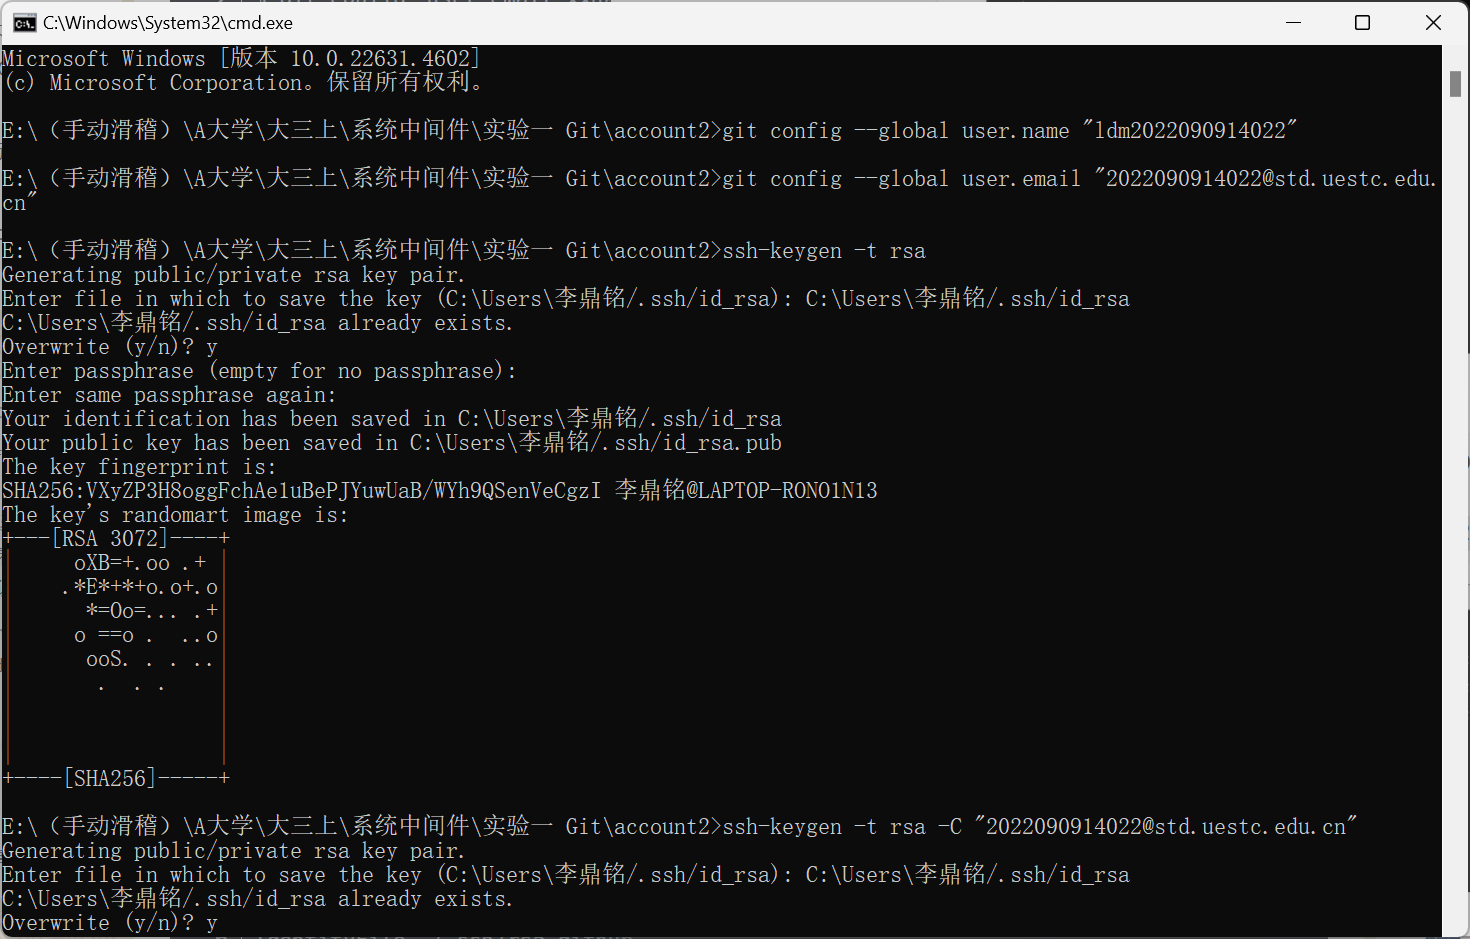 C:\Windows\System32\cmd.exe
Microsoft Windows [版本 10.0.22631.4602]
(c) Microsoft Corporation。保留所有权利。
E:\（手动滑稽）\A大学\大三上\系统中间件\实验一 Git\account2>git config --global user.name "ldm2022090914022"
E:\（手动滑稽）\A大学\大三上\系统中间件\实验一 Git\account2>git config --global user.email "2022090914022@std.uestc.edu.
cn"
E:\（手动滑稽）\A大学\大三上\系统中间件\实验一 Git\account2>ssh-keygen -t rsa
Generating public/private rsa key pair.
Enter file in which to save the key (C:\Users\李鼎铭/.ssh/id_rsa): C:\Users\李鼎铭/.ssh/id_rsa
C:\Users\李鼎铭/.ssh/id_rsa already exists.
Overwrite (y/n)? y
Enter passphrase (empty for no passphrase):
Enter same passphrase again:
Your identification has been saved in C:\Users\李鼎铭/.ssh/id_rsa
Your public key has been saved in C:\Users\李鼎铭/.ssh/id_rsa.pub
The key fingerprint is:
SHA256:VXyZP3H8oggFchAe1uBePJYuwUaB/WYh9QSenVeCgzI 李鼎铭@LAPTOP-RONO1N13
The key's randomart image is:
+---[RSA 3072]----+
|     oXB=+.oo .+ |
|    .*E*+*+o.o+.o|
|      *=Oo=... .+|
|     o ==o .  ..o|
|      ooS. . . ..|
|       .  . .    |
|                 |
|                 |
|                 |
+----[SHA256]-----+
E:\（手动滑稽）\A大学\大三上\系统中间件\实验一 Git\account2>ssh-keygen -t rsa -C "2022090914022@std.uestc.edu.cn"
Generating public/private rsa key pair.
Enter file in which to save the key (C:\Users\李鼎铭/.ssh/id_rsa): C:\Users\李鼎铭/.ssh/id_rsa
C:\Users\李鼎铭/.ssh/id_rsa already exists.
Overwrite (y/n)? y